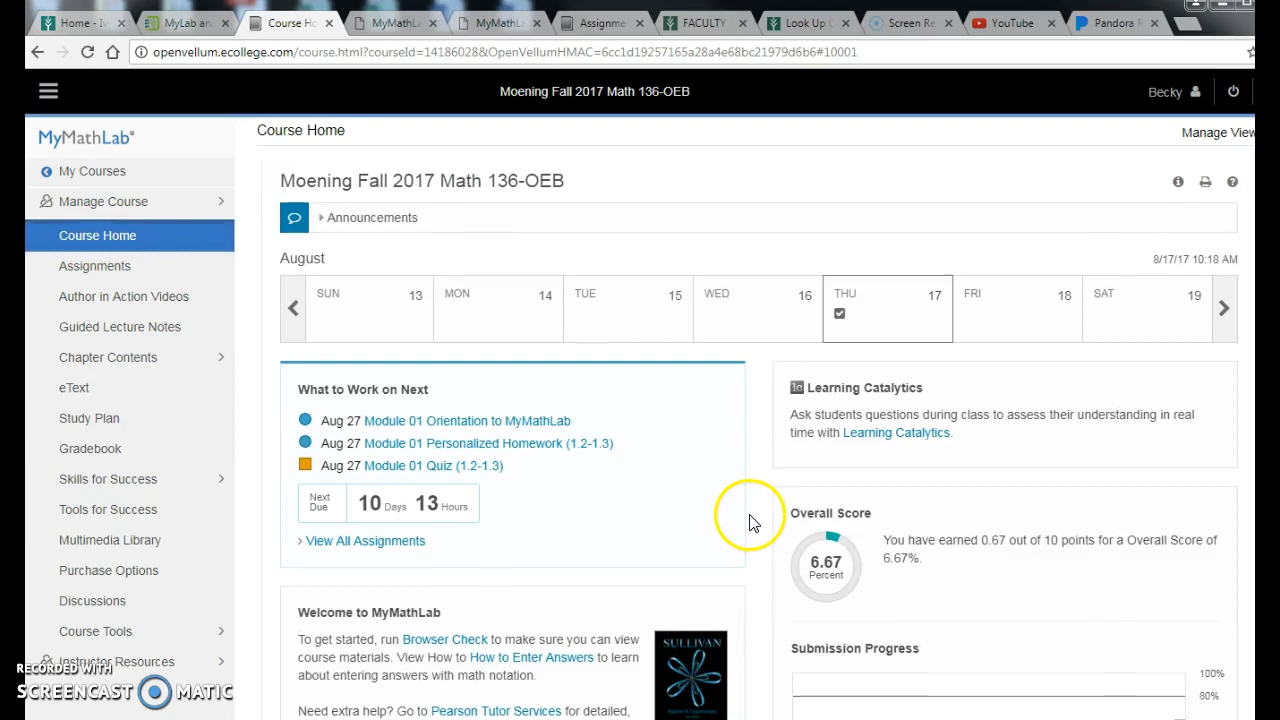 Home - Iv
MyLab and
Course Ho
MyMathLa
MyMathLa
Assignme
FACULTY
Look Up C
Screen Re
YouTube
Pandora R
openvellum.ecollege.com/course.html?courseId=14186028&OpenVellumHMAC=6cc1d19257165a28a4e68bc21979d6b6#10001
Moening Fall 2017 Math 136-OEB
Becky
MyMathLab®
My Courses
Manage Course
Course Home
Assignments
Author in Action Videos
Guided Lecture Notes
Chapter Contents
eText
Study Plan
Gradebook
Skills for Success
Tools for Success
Multimedia Library
Purchase Options
Discussions
Course Tools
Instructor Resources
Course Home
Manage View
Moening Fall 2017 Math 136-OEB
Announcements
August
8/17/17 10:18 AM
SUN 13
MON 14
TUE 15
WED 16
THU 17
FRI 18
SAT 19
What to Work on Next
Aug 27 Module 01 Orientation to MyMathLab
Aug 27 Module 01 Personalized Homework (1.2-1.3)
Aug 27 Module 01 Quiz (1.2-1.3)
Next Due 10 Days 13 Hours
View All Assignments
Welcome to MyMathLab
To get started, run Browser Check to make sure you can view
course materials. View How to How to Enter Answers to learn
about entering answers with math notation.
Need extra help? Go to Pearson Tutor Services for detailed,
SULLIVAN
Learning Catalytics
Ask students questions during class to assess their understanding in real
time with Learning Catalytics.
Overall Score
6.67
Percent
You have earned 0.67 out of 10 points for a Overall Score of
6.67%.
Submission Progress
100%
80%
RECORDED WITH
SCREENCAST MATIC